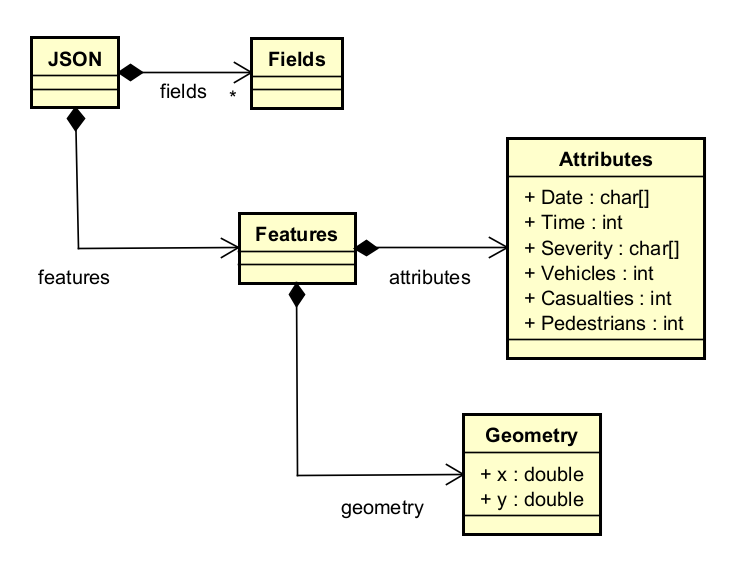 JSON
Fields
fields
*
Attributes
+ Date : char[]
+ Time : int
+ Severity : char[]
+ Vehicles : int
+ Casualties : int
+ Pedestrians : int
Features
features
attributes
Geometry
+ x : double
+ y : double
geometry